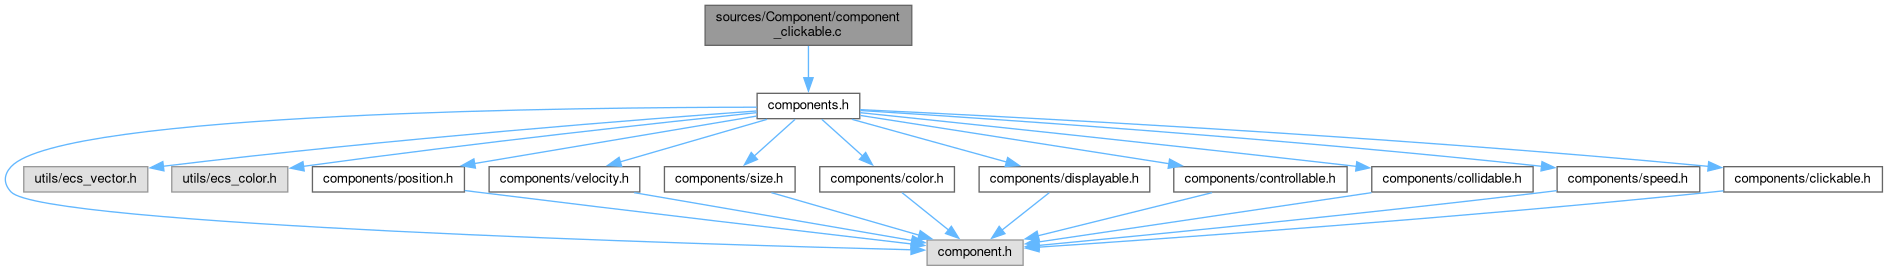 sources/Component/component
_clickable.c
components.h
utils/ecs_vector.h
utils/ecs_color.h
components/position.h
components/velocity.h
components/size.h
components/color.h
components/displayable.h
components/controllable.h
components/collidable.h
components/speed.h
components/clickable.h
component.h